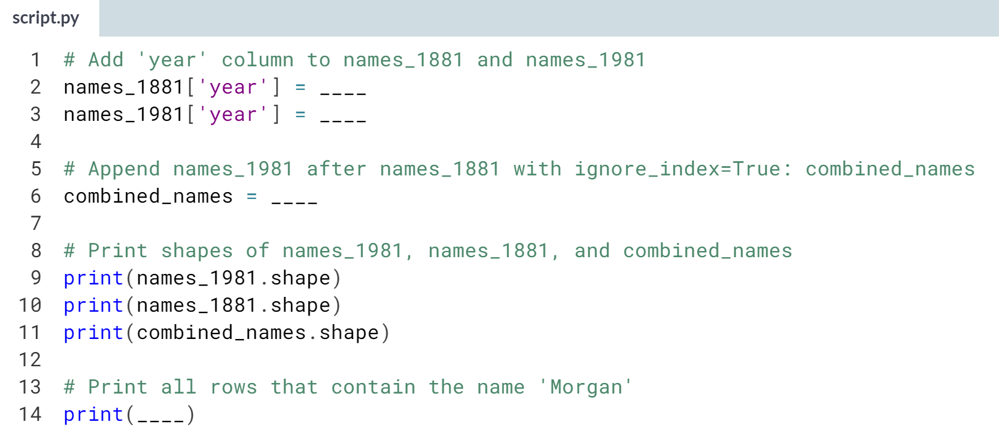 script.py
1 # Add 'year' column to names_1881 and names_1981
2 names_1881['year'] = ____
3 names_1981['year'] = ____
4
5 # Append names_1981 after names_1881 with ignore_index=True: combined_names
6 combined_names = ____
7
8 # Print shapes of names_1981, names_1881, and combined_names
9 print(names_1981.shape)
10 print(names_1881.shape)
11 print(combined_names.shape)
12
13 # Print all rows that contain the name 'Morgan'
14 print(____)